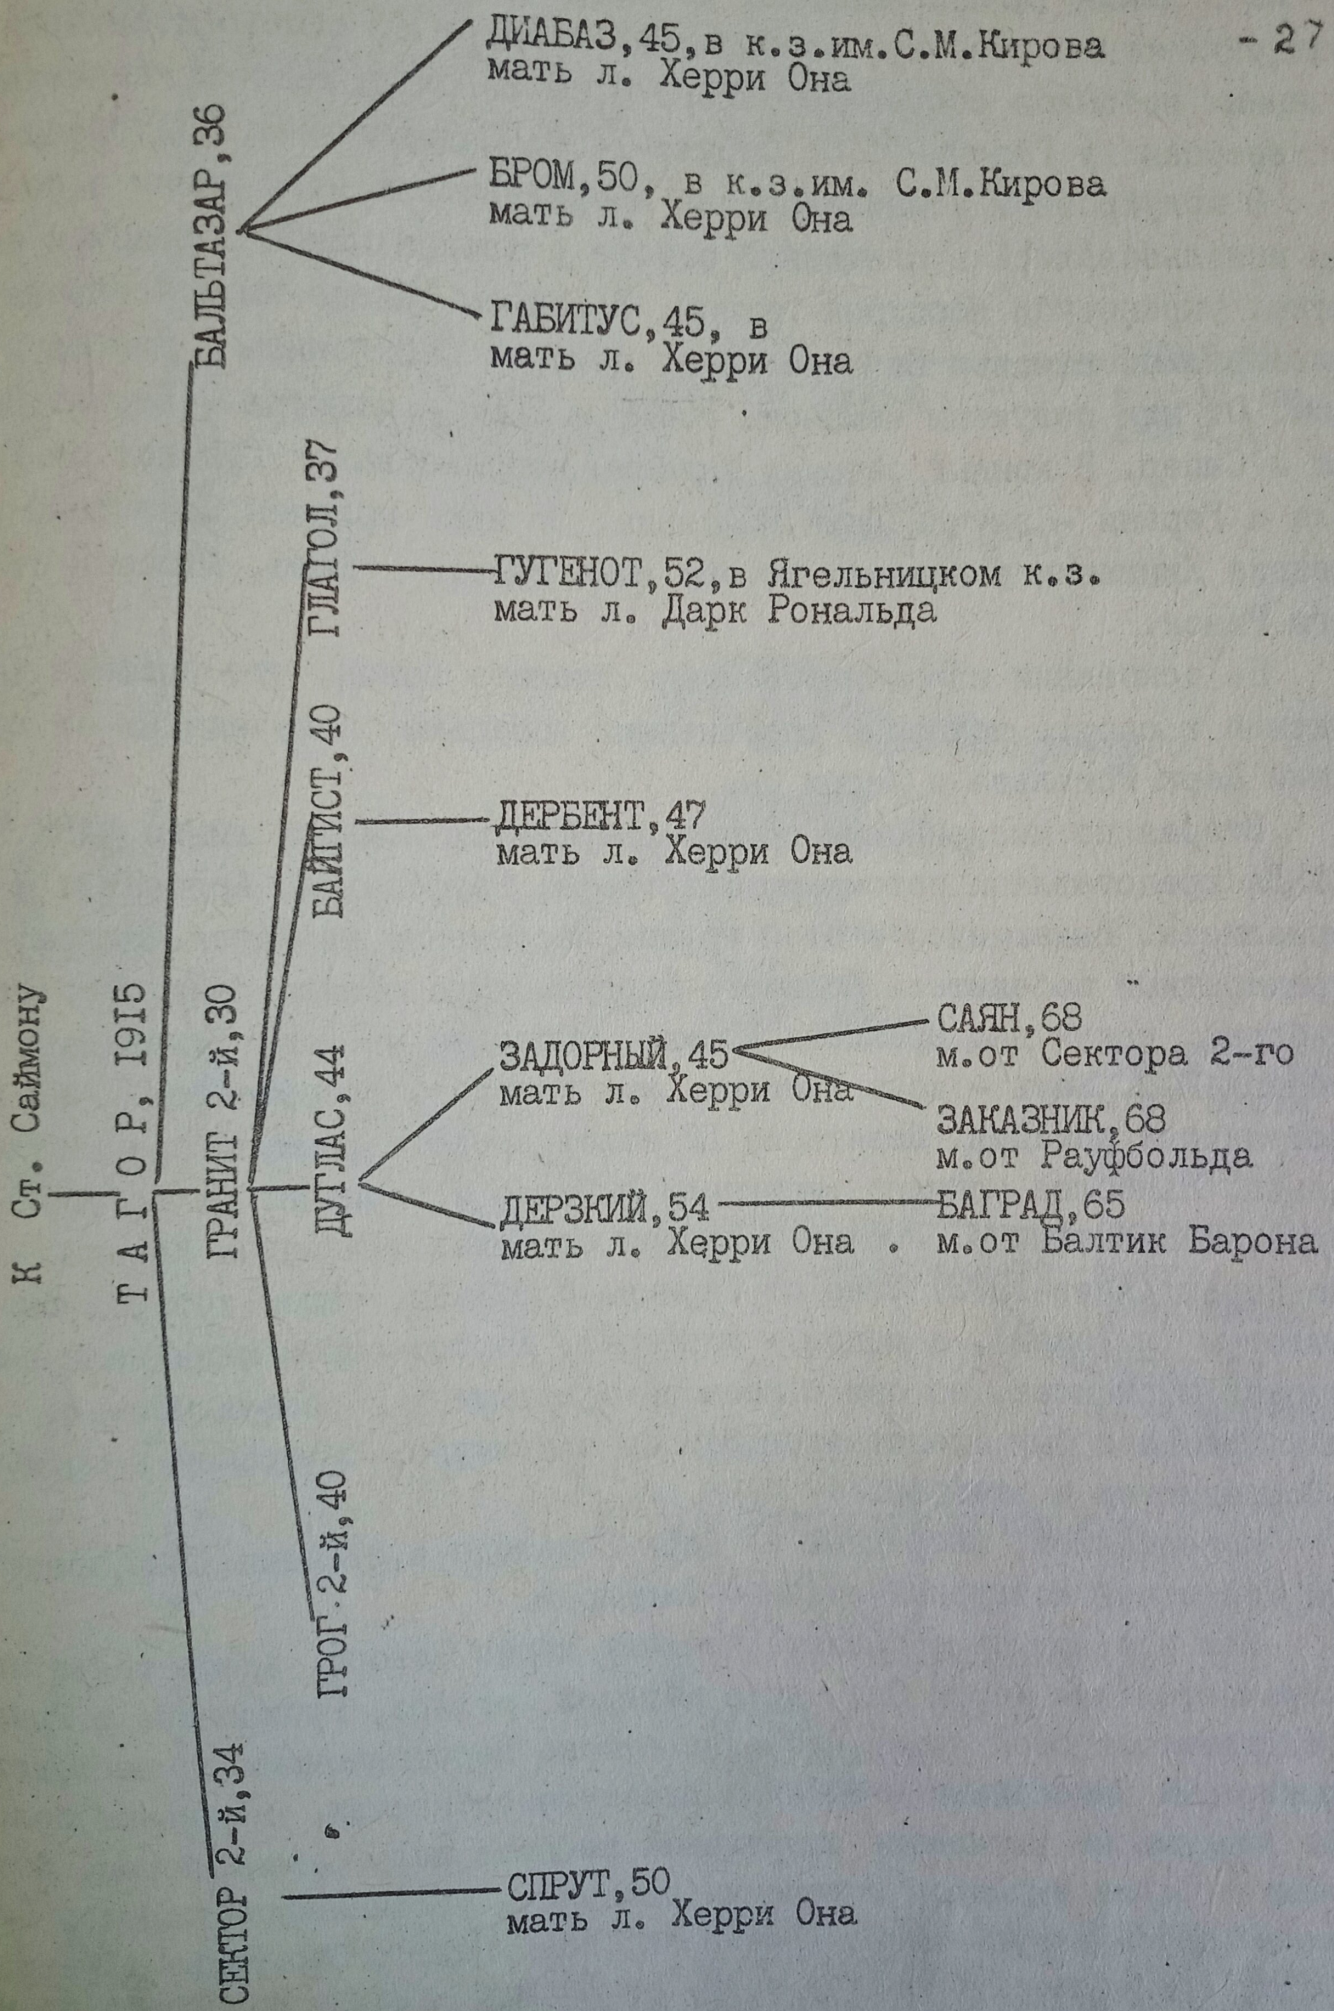 ДИАБАЗ,45,в к.з.им.С.М.Кирова
- 27
мать л. Херри Она
БАЛЬТАЗАР,36
БРОМ,50, в к.з.им. С.М.Кирова
мать л. Херри Она
ГАБИТУС,45, в
мать л. Херри Она
ГЛАГОЛ,37
ГУГЕНОТ,52,в Ягельницком к.з.
мать л. Дарк Рональда
БАЙГИСТ,40
ДЕРБЕНТ,47
мать л. Херри Она
К Ст. Саймону
Т А Г О Р, 1915
ГРАНИТ 2-й,30
ДУГЛАС,44
ЗАДОРНЫЙ,45
мать л. Херри Она
САЯН,68
м.от Сектора 2-го
ЗАКАЗНИК,68
м.от Рауфбольда
ДЕРЗКИЙ,54
мать л. Херри Она .
БАГРАД,65
м.от Балтик Барона
ГРОГ 2-й,40
СЕКТОР 2-й,34
СПРУТ,50
мать л. Херри Она